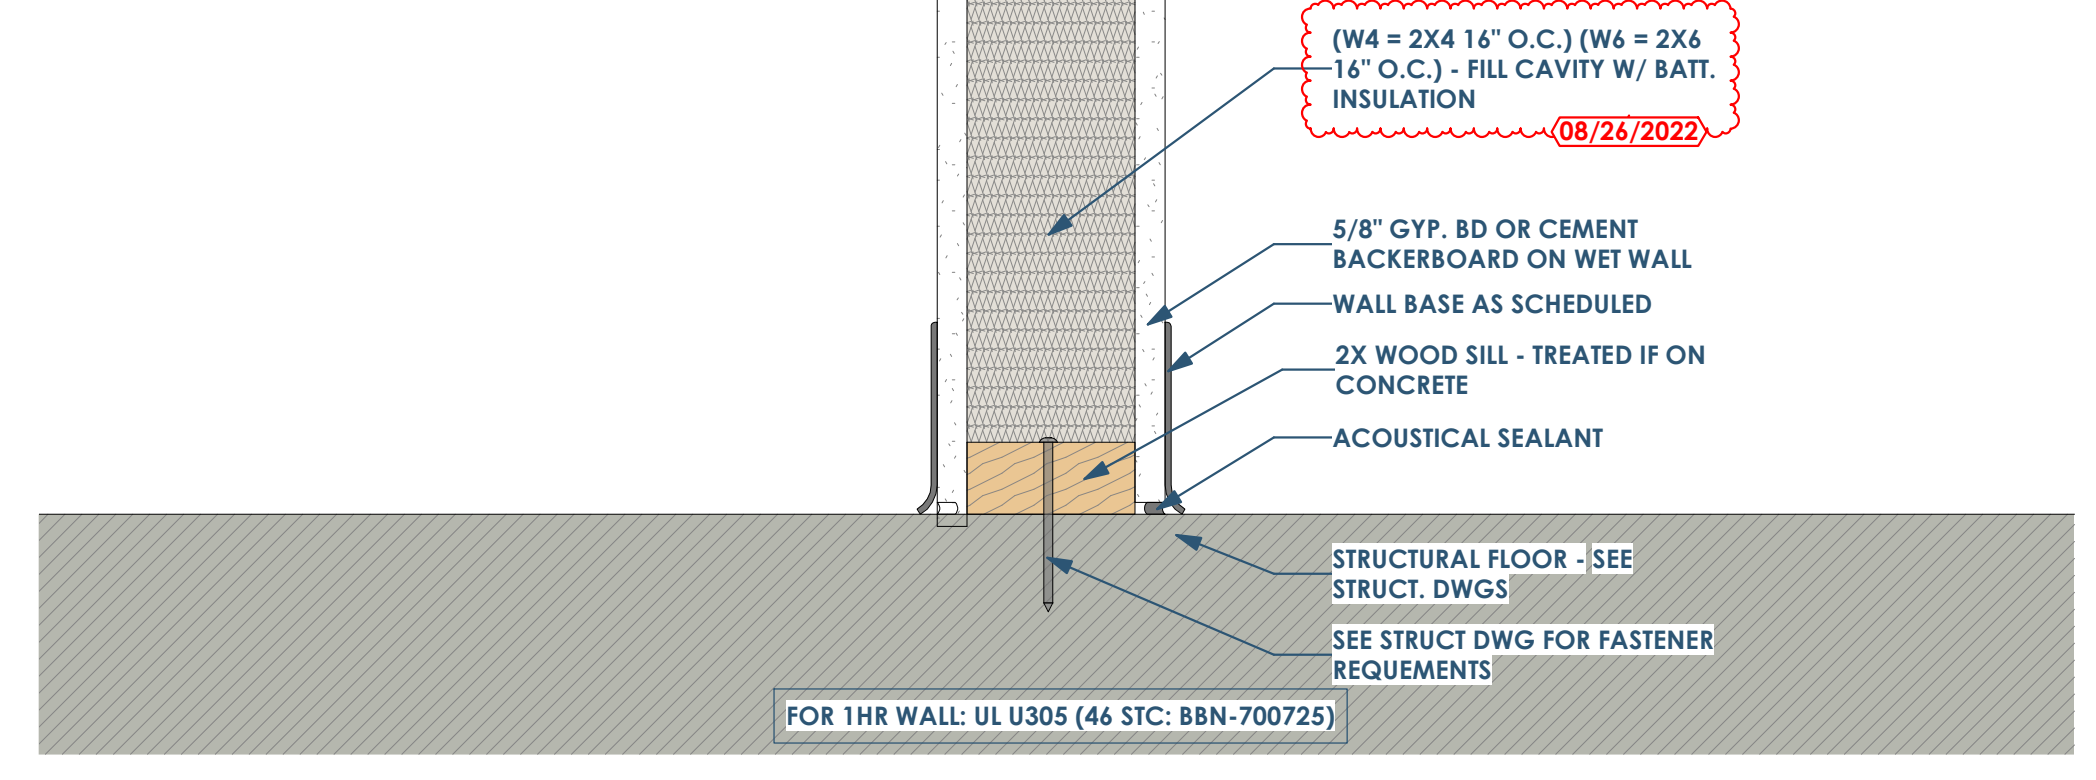 (W4 = 2X4 16" O.C.) (W6 = 2X6
16" O.C.) - FILL CAVITY W/ BATT.
INSULATION
08/26/2022
5/8" GYP. BD OR CEMENT
BACKERBOARD ON WET WALL
WALL BASE AS SCHEDULED
2X WOOD SILL - TREATED IF ON
CONCRETE
ACOUSTICAL SEALANT
STRUCTURAL FLOOR - SEE
STRUCT. DWGS
SEE STRUCT DWG FOR FASTENER
REQUEMENTS
FOR 1HR WALL: UL U305 (46 STC: BBN-700725)